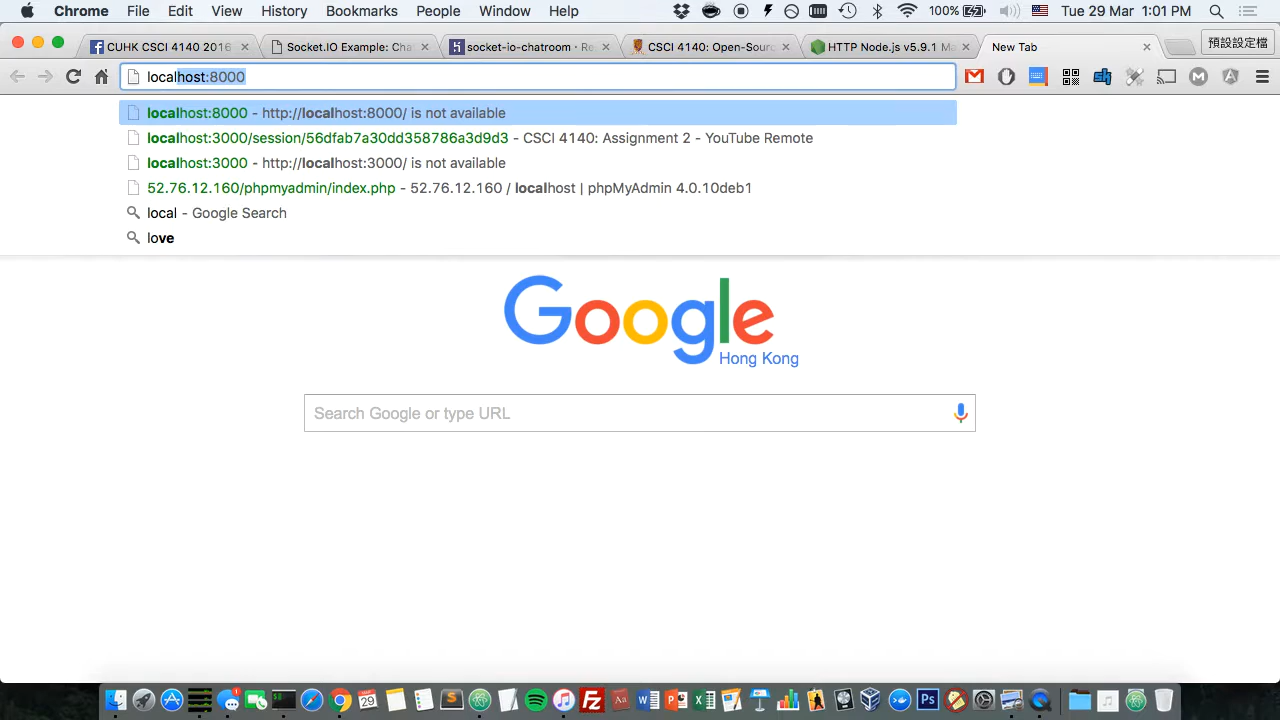 Chrome File Edit View History Bookmarks People Window Help 100% Tue 29 Mar 1:01 PM
CUHK CSCI 4140 2016 Socket.IO Example: Cha socket-io-chatroom · Re CSCI 4140: Open-Sourc HTTP Node.js v5.9.1 Ma New Tab 預設設定檔
localhost:8000
localhost:8000 - http://localhost:8000/ is not available
localhost:3000/session/56dfab7a30dd358786a3d9d3 - CSCI 4140: Assignment 2 - YouTube Remote
localhost:3000 - http://localhost:3000/ is not available
52.76.12.160/phpmyadmin/index.php - 52.76.12.160 / localhost | phpMyAdmin 4.0.10deb1
local - Google Search
love
Google
Hong Kong
Search Google or type URL